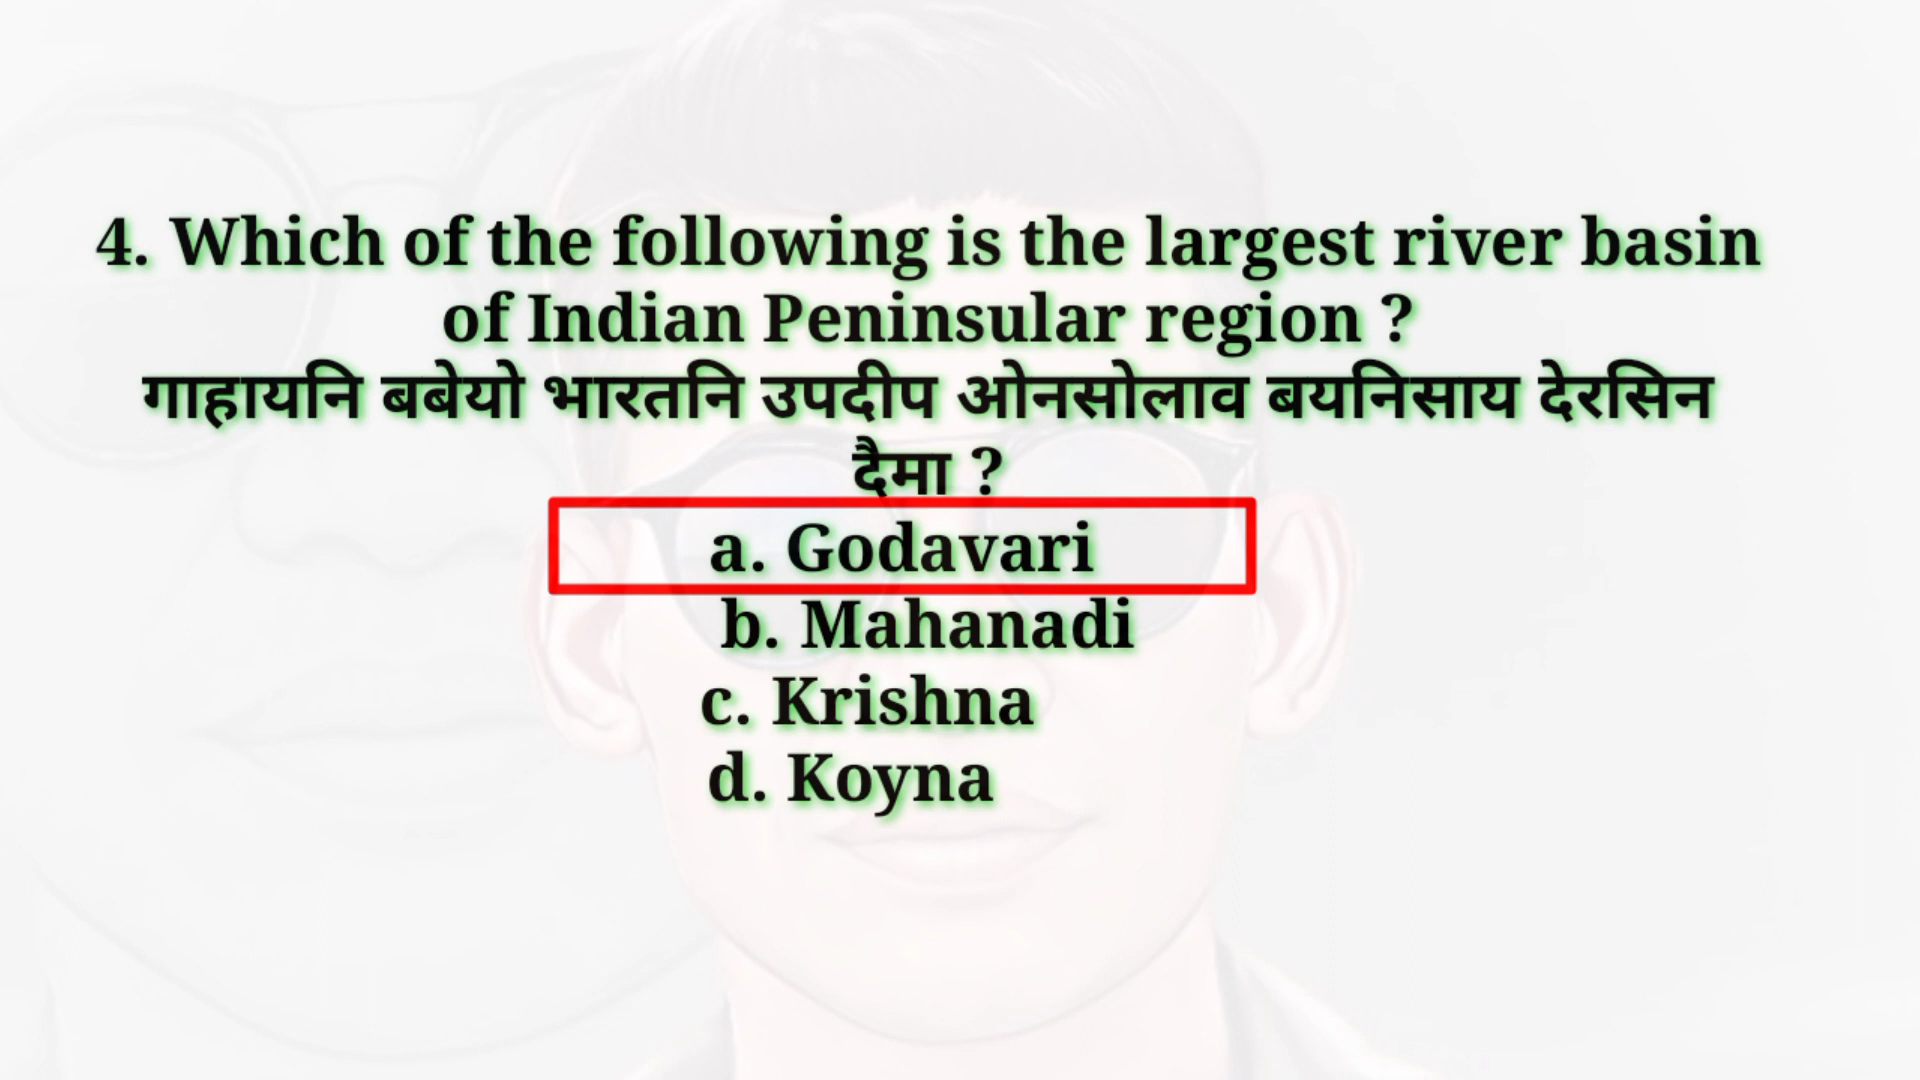 4. Which of the following is the largest river basin
of Indian Peninsular region ?
गाहायनि बबेयो भारतनि उपदीप ओनसोलाव बयनिसाय देरसिन
दैमा ?
a. Godavari
b. Mahanadi
c. Krishna
d. Koyna